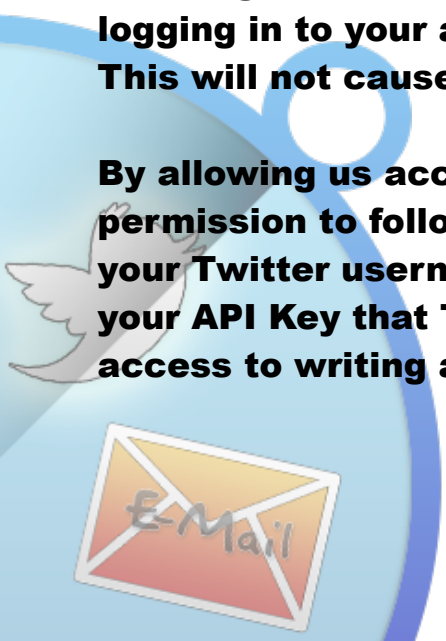 logging in to your a
This will not cause
By allowing us acc
permission to follo
your Twitter usern
your API Key that T
access to writing a
E-Mail